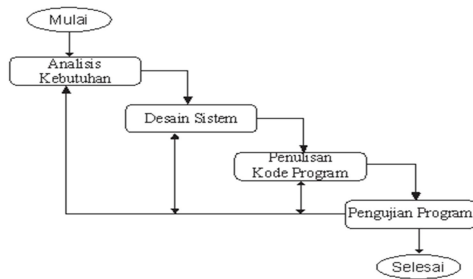 Mulai
Analisis
Kebutuhan
Desain Sistem
Penulisan
Kode Program
Pengujian Program
Selesai